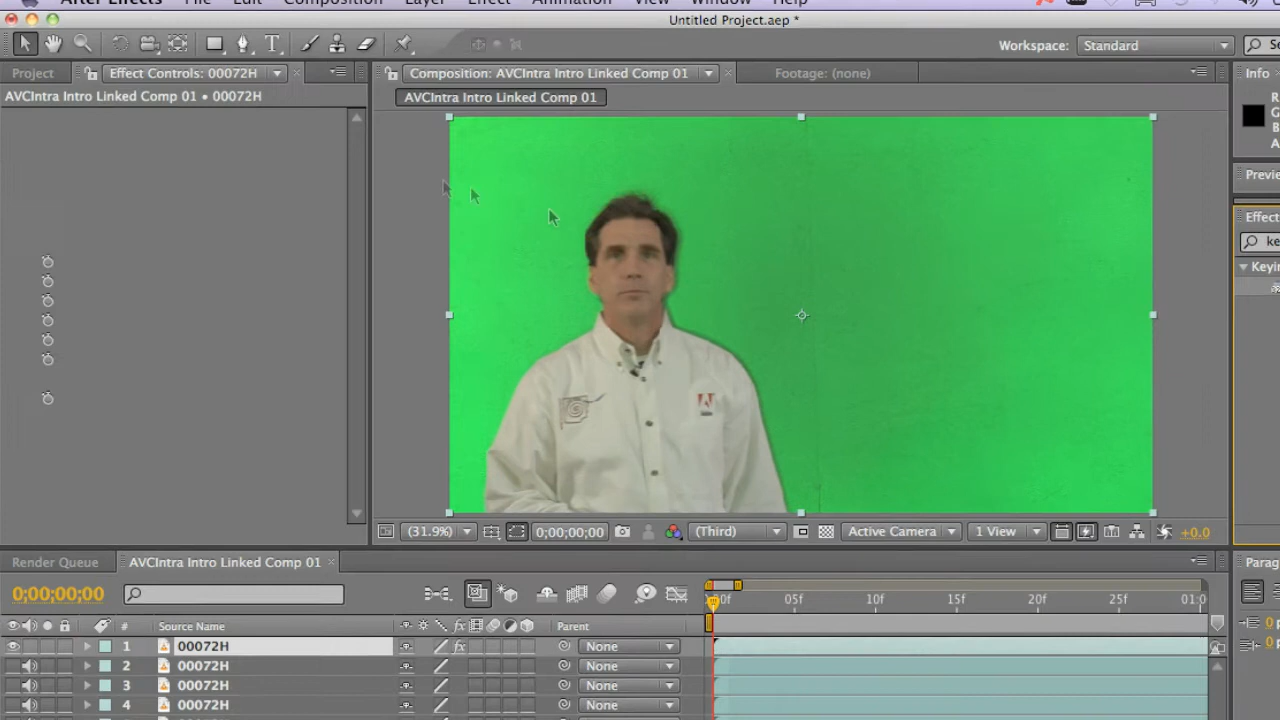 After Effects File Edit Composition Layer Effect Animation View Window Help
Untitled Project.aep *
Workspace: Standard
Project Effect Controls: 00072H Composition: AVCIntra Intro Linked Comp 01 Footage: (none) Info
AVCIntra Intro Linked Comp 01 • 00072H AVCIntra Intro Linked Comp 01
R
G
B
A
(31.9%) 0;00;00;00 (Third) Active Camera 1 View +0.0
Render Queue AVCIntra Intro Linked Comp 01
0;00;00;00
05f 10f 15f 20f 25f 01:0
# Source Name fx Parent
1 00072H fx None
2 00072H None
3 00072H None
4 00072H None